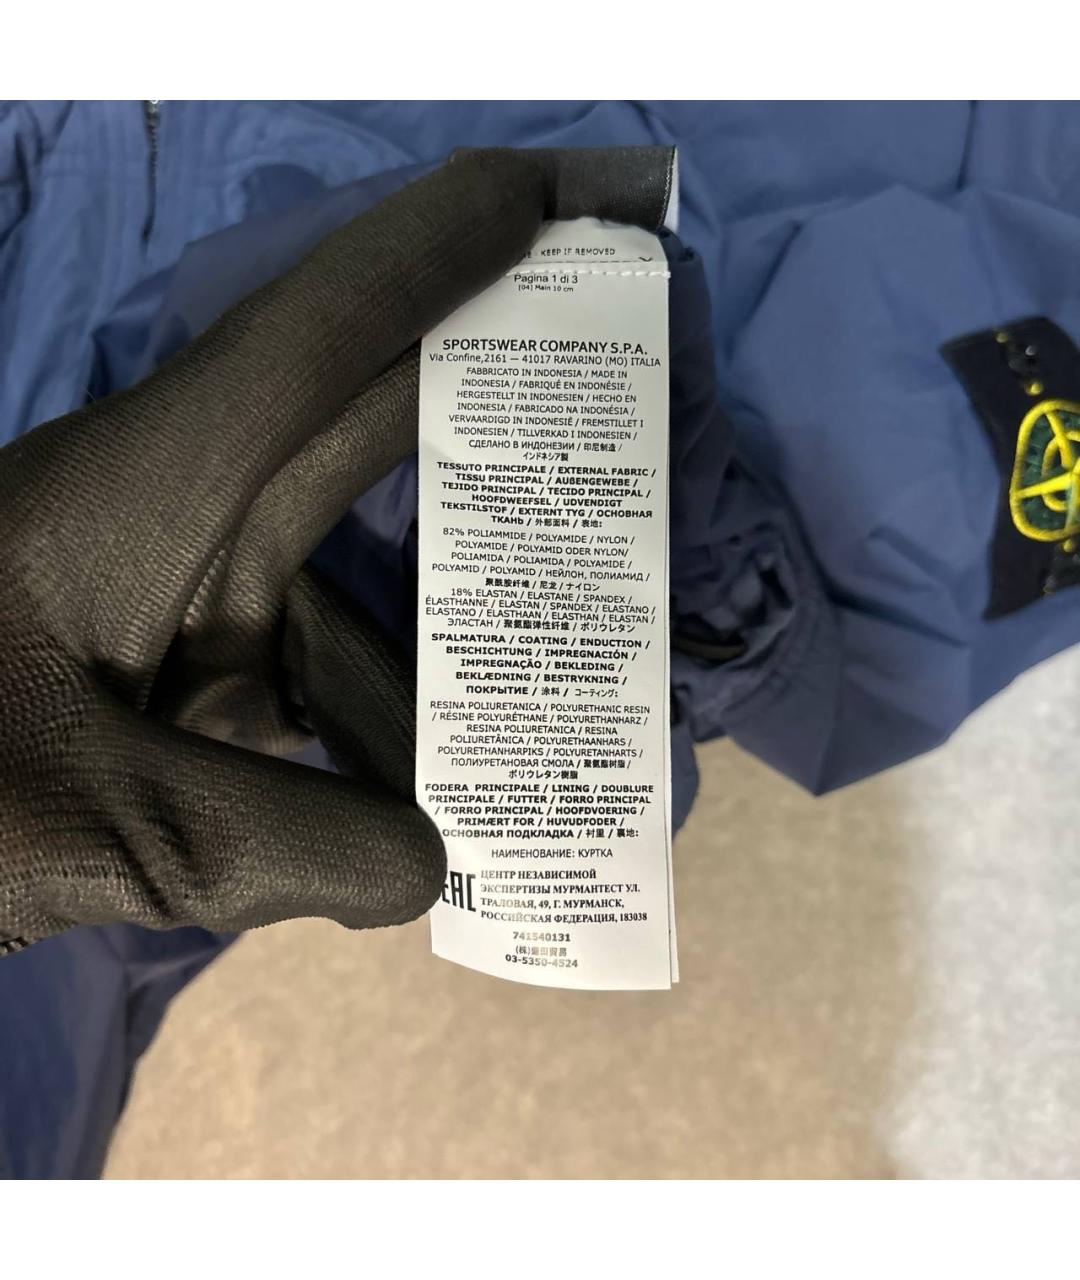 - KEEP IF REMOVED
Pagina 1 di 3
[04] Main 10 cm
SPORTSWEAR COMPANY S.P.A.
Via Confine,2161 — 41017 RAVARINO (MO) ITALIA
FABBRICATO IN INDONESIA / MADE IN
INDONESIA / FABRIQUÉ EN INDONÉSIE /
HERGESTELLT IN INDONESIEN / HECHO EN
INDONESIA / FABRICADO NA INDONÉSIA /
VERVAARDIGD IN INDONESIË / FREMSTILLET I
INDONESIEN / TILLVERKAD I INDONESIEN /
СДЕЛАНО В ИНДОНЕЗИИ / 印尼制造 /
インドネシア製
TESSUTO PRINCIPALE / EXTERNAL FABRIC /
TISSU PRINCIPAL / AUßENGEWEBE /
TEJIDO PRINCIPAL / TECIDO PRINCIPAL /
HOOFDWEEFSEL / UDVENDIGT
TEKSTILSTOF / EXTERNT TYG / ОСНОВНАЯ
ТКАНЬ / 外部面料 / 表地:
82% POLIAMMIDE / POLYAMIDE / NYLON /
POLYAMIDE / POLYAMID ODER NYLON/
POLIAMIDA / POLIAMIDA / POLYAMIDE /
POLYAMID / POLYAMID / НЕЙЛОН, ПОЛИАМИД /
聚酰胺纤维 / 尼龙 / ナイロン
18% ELASTAN / ELASTANE / SPANDEX /
ÉLASTHANNE / ELASTAN / SPANDEX / ELASTANO /
ELASTANO / ELASTHAAN / ELASTHAN / ELASTAN /
ЭЛАСТАН / 聚氨酯弹性纤维 / ポリウレタン
SPALMATURA / COATING / ENDUCTION /
BESCHICHTUNG / IMPREGNACIÓN /
IMPREGNAÇÃO / BEKLEDING /
BEKLÆDNING / BESTRYKNING /
ПОКРЫТИЕ / 涂料 / コーティング:
RESINA POLIURETANICA / POLYURETHANIC RESIN
/ RÉSINE POLYURÉTHANE / POLYURETHANHARZ /
RESINA POLIURETANICA / RESINA
POLIURETÂNICA / POLYURETHAANHARS /
POLYURETHANHARPIKS / POLYURETANHARTS /
ПОЛИУРЕТАНОВАЯ СМОЛА / 聚氨酯树脂 /
ポリウレタン樹脂
FODERA PRINCIPALE / LINING / DOUBLURE
PRINCIPALE / FUTTER / FORRO PRINCIPAL
/ FORRO PRINCIPAL / HOOFDVOERING /
PRIMÆRT FOR / HUVUDFODER /
ОСНОВНАЯ ПОДКЛАДКА / 衬里 / 裏地:
НАИМЕНОВАНИЕ: КУРТКА
EAC
ЦЕНТР НЕЗАВИСИМОЙ
ЭКСПЕРТИЗЫ МУРМАНТЕСТ УЛ.
ТРАЛОВАЯ, 49, Г. МУРМАНСК,
РОССИЙСКАЯ ФЕДЕРАЦИЯ, 183038
741540131
03-5350-4524